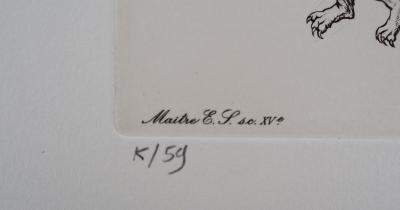 Maitre E. S. sc. XVe
K/59